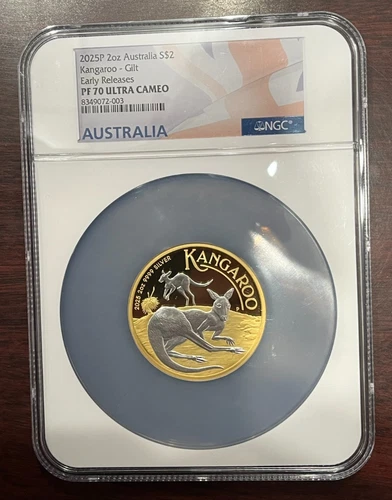 2025P 2oz Australia S$2
Kangaroo - Gilt
Early Releases
PF 70 ULTRA CAMEO
8349072-003
AUSTRALIA
NGC
KANGAROO
2025 2oz 9999 SILVER